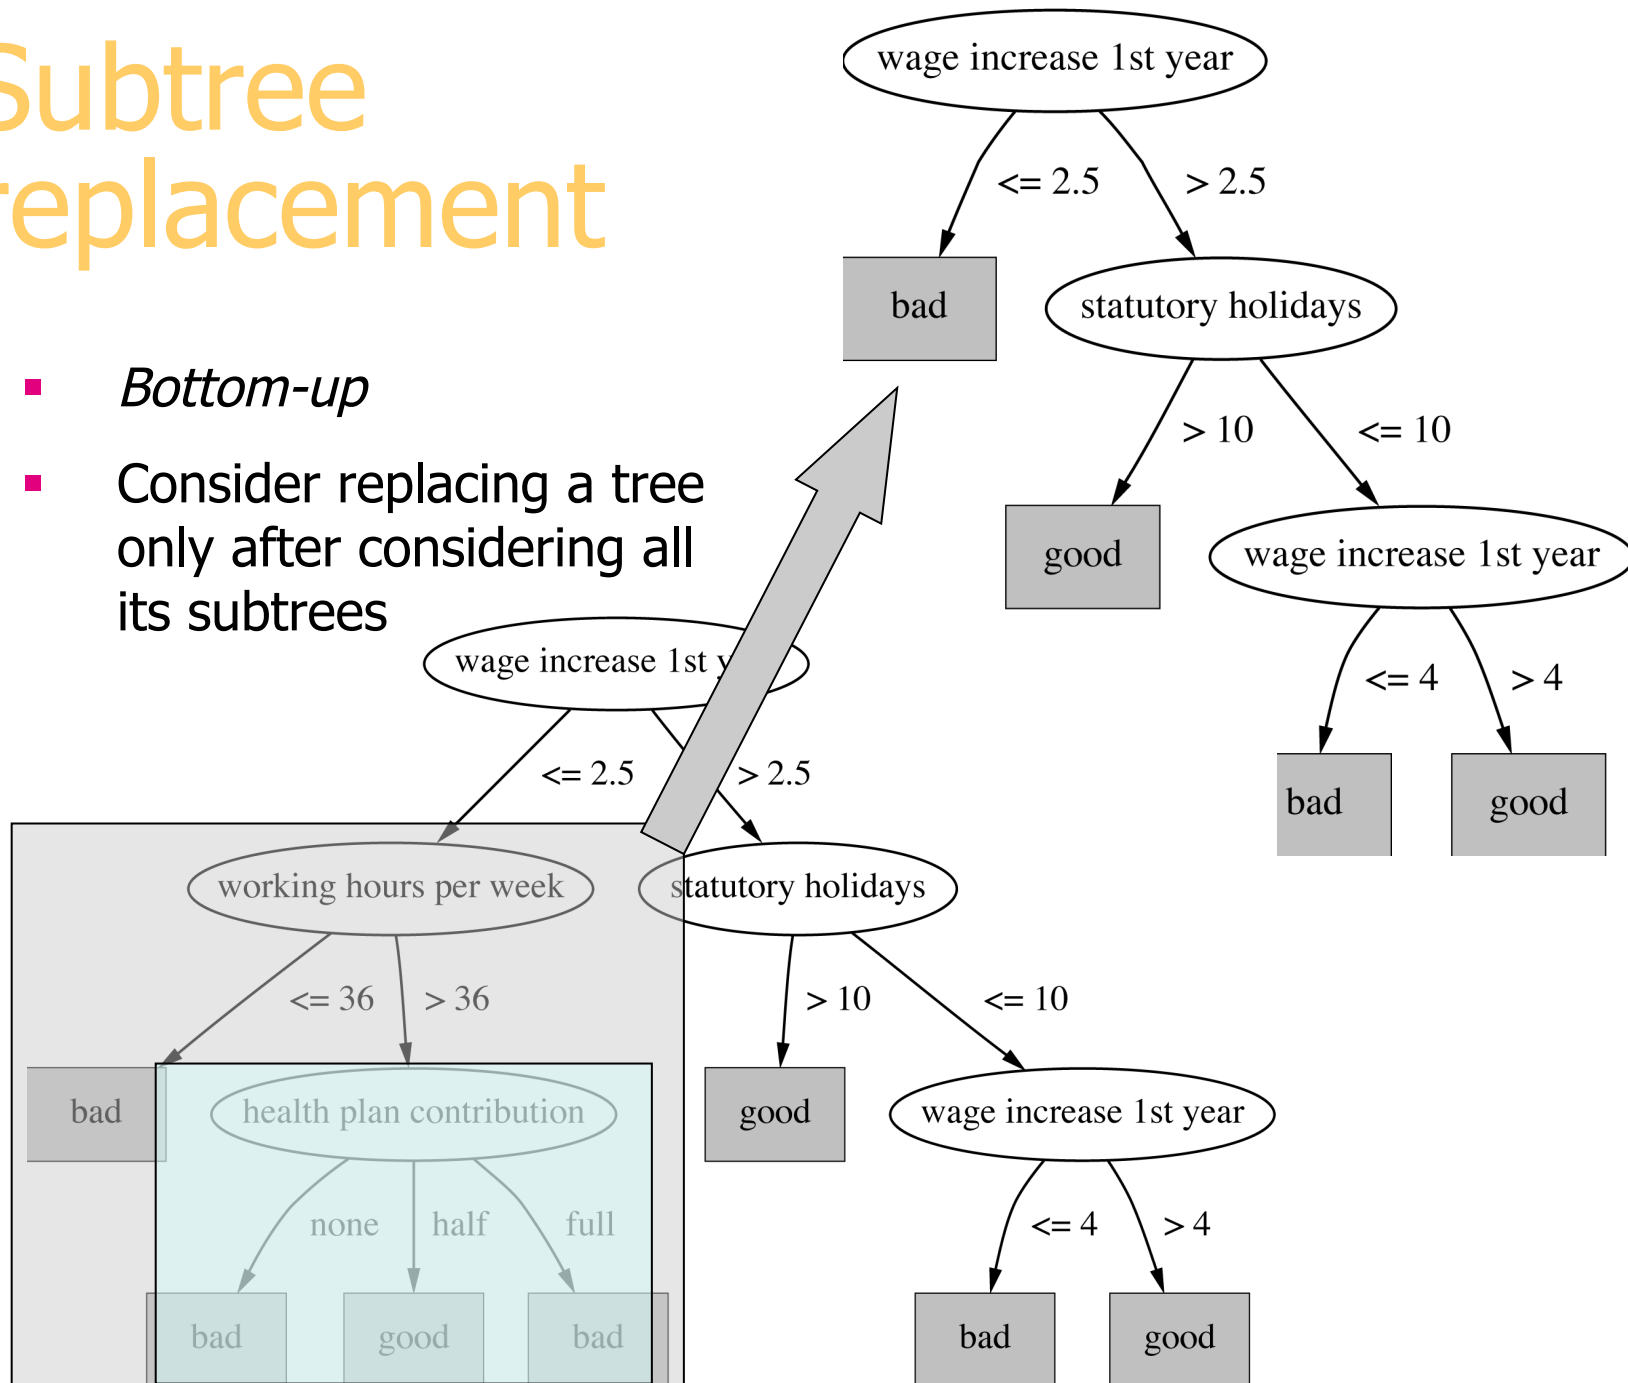 Subtree
replacement
Bottom-up
Consider replacing a tree
only after considering all
its subtrees
wage increase 1st year
<= 2.5
> 2.5
bad
statutory holidays
> 10
<= 10
good
wage increase 1st year
<= 4
> 4
bad
good
wage increase 1st y
<= 2.5
> 2.5
working hours per week
statutory holidays
<= 36
> 36
> 10
<= 10
bad
health plan contribution
good
wage increase 1st year
none
half
full
<= 4
> 4
bad
good
bad
bad
good